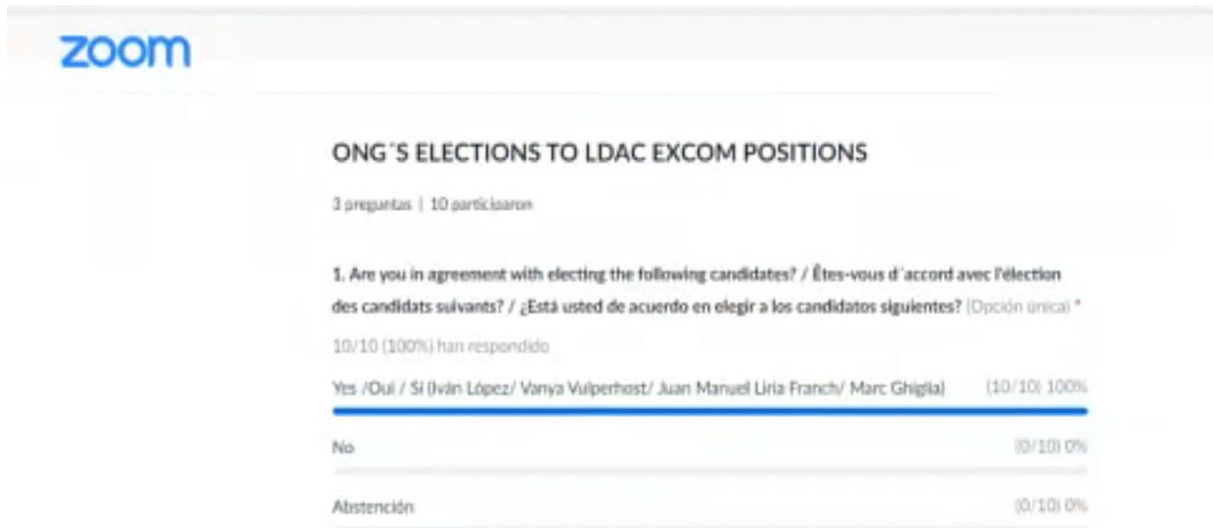 zoom
ONG´S ELECTIONS TO LDAC EXCOM POSITIONS
3 preguntas | 10 participaron
1. Are you in agreement with electing the following candidates? / Êtes-vous d´accord avec l'élection
des candidats suivants? / ¿Está usted de acuerdo en elegir a los candidatos siguientes? (Opción única) *
10/10 (100%) han respondido
Yes /Oui / Sí (Iván López/ Vanya Vulperhost/ Juan Manuel Liria Franch/ Marc Ghiglia) (10/10) 100%
No (0/10) 0%
Abstención (0/10) 0%